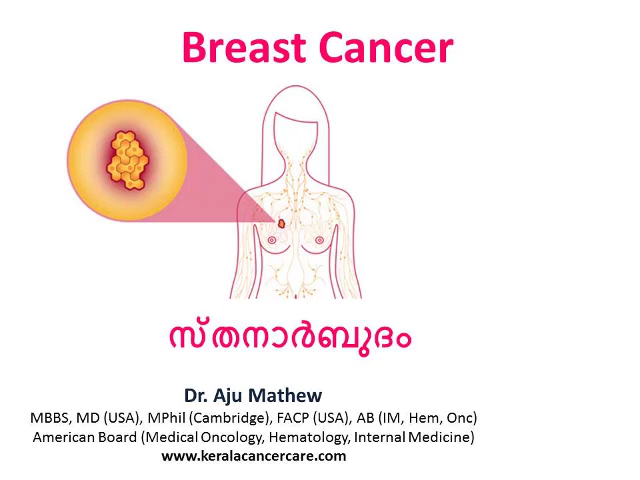 Breast Cancer
സ്തനാർബുദം
Dr. Aju Mathew
MBBS, MD (USA), MPhil (Cambridge), FACP (USA), AB (IM, Hem, Onc)
American Board (Medical Oncology, Hematology, Internal Medicine)
www.keralacancercare.com